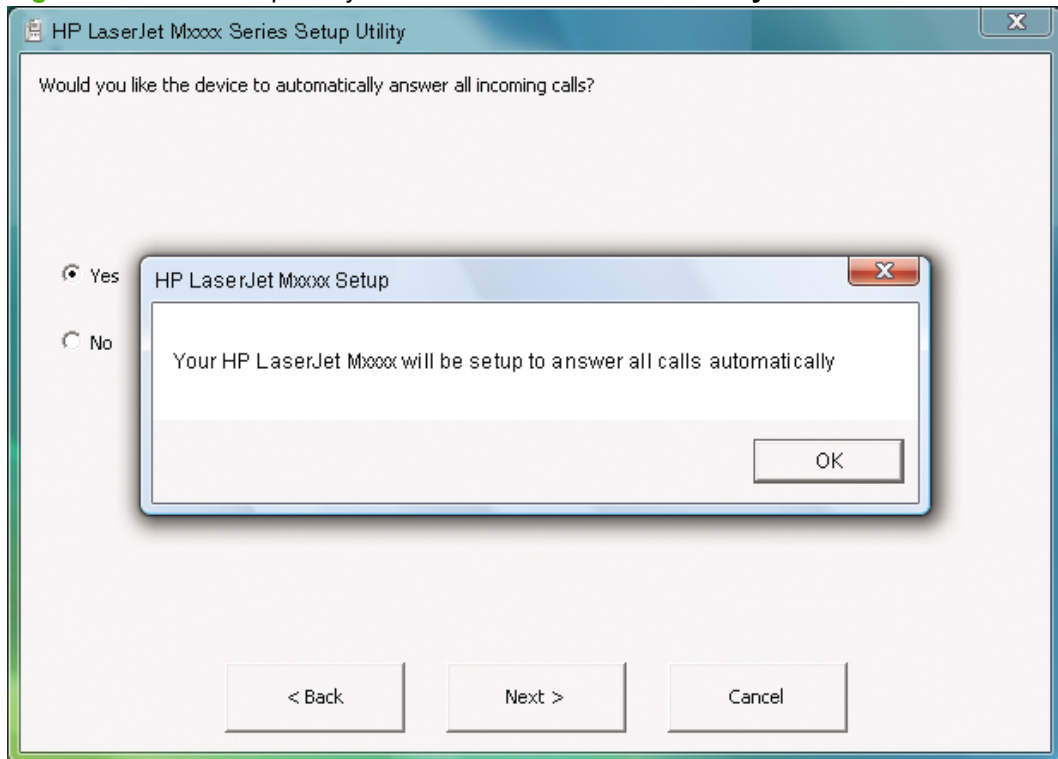 HP LaserJet Mxxxx Series Setup Utility
X
Would you like the device to automatically answer all incoming calls?
Yes
HP LaserJet Mxxxx Setup
X
No
Your HP LaserJet Mxxxx will be setup to answer all calls automatically
OK
< Back
Next >
Cancel